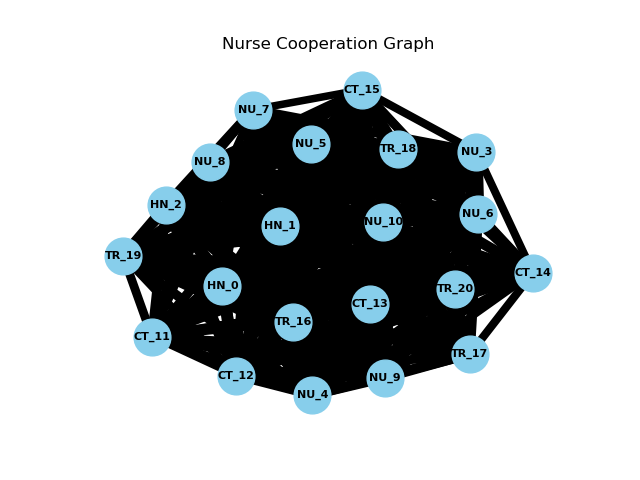 Nurse Cooperation Graph
CT_15
NU_7
NU_5
TR_18
NU_3
NU_8
HN_2
NU_6
NU_10
HN_1
TR_19
CT_14
HN_0
TR_20
CT_13
TR_16
CT_11
TR_17
CT_12
NU_9
NU_4